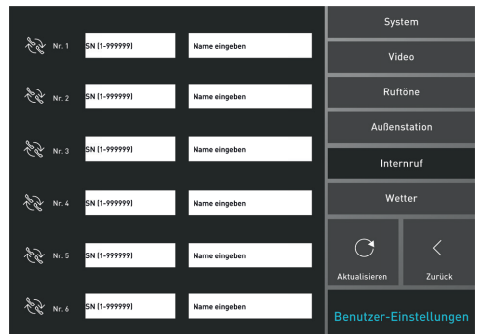 Nr. 1 SN (1-999999) Name eingeben
Nr. 2 SN (1-999999) Name eingeben
Nr. 3 SN (1-999999) Name eingeben
Nr. 4 SN (1-999999) Name eingeben
Nr. 5 SN (1-999999) Name eingeben
Nr. 6 SN (1-999999) Name eingeben
System
Video
Ruftöne
Außenstation
Internruf
Wetter
Aktualisieren Zurück
Benutzer-Einstellungen